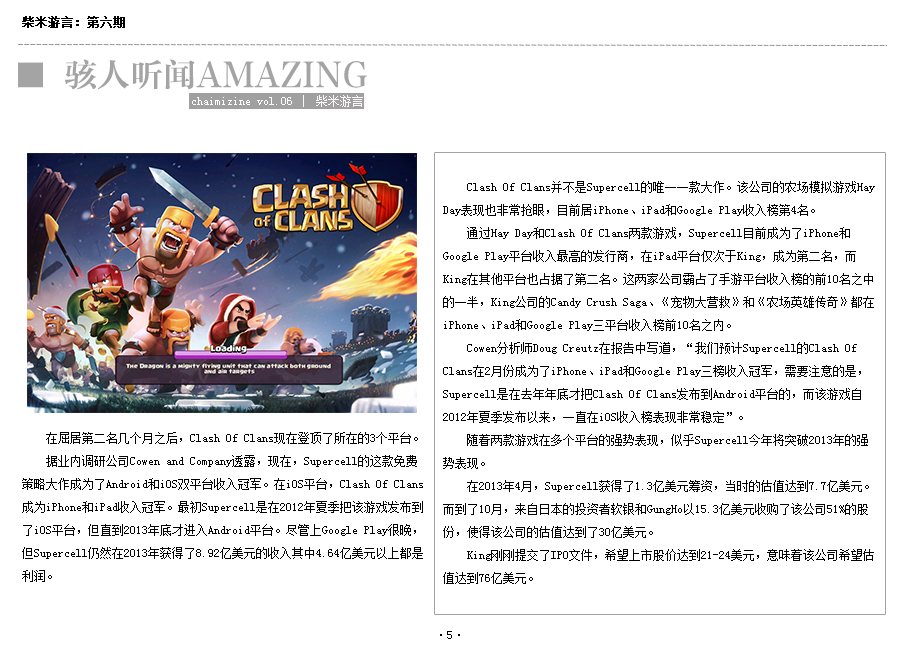 柴米游言：第六期
骇人听闻AMAZING
chaimizine vol.06 | 柴米游言
CLASH
OF CLANS
Loading
The Dragon is a mighty flying unit that can attack both ground
and air targets
在屈居第二名几个月之后，Clash Of Clans现在登顶了所在的3个平台。
据业内调研公司Cowen and Company透露，现在，Supercell的这款免费
策略大作成为了Android和iOS双平台收入冠军。在iOS平台，Clash Of Clans
成为iPhone和iPad收入冠军。最初Supercell是在2012年夏季把该游戏发布到
了iOS平台，但直到2013年底才进入Android平台。尽管上Google Play很晚，
但Supercell仍然在2013年获得了8.92亿美元的收入其中4.64亿美元以上都是
利润。
Clash Of Clans并不是Supercell的唯一一款大作。该公司的农场模拟游戏Hay
Day表现也非常抢眼，目前居iPhone、iPad和Google Play收入榜第4名。
通过Hay Day和Clash Of Clans两款游戏，Supercell目前成为了iPhone和
Google Play收入最高的发行商，在iPad平台仅次于King，成为第二名，而
King在其他平台也占据了第二名。这两家公司霸占了手游平台收入榜的前10名之中
的一半，King公司的Candy Crush Saga、《宠物大营救》和《农场英雄传奇》都在
iPhone、iPad和Google Play三平台收入榜前10名之内。
Cowen分析师Doug Creutz在报告中写道，“我们预计Supercell的Clash Of
Clans在2月份成为了iPhone、iPad和Google Play三榜收入冠军，需要注意的是，
Supercell是在去年年底才把Clash Of Clans发布到Android平台的，而该游戏自
2012年夏季发布以来，一直在iOS收入榜表现非常稳定”。
随着两款游戏在多个平台的强势表现，似乎Supercell今年将突破2013年的强
势表现。
在2013年4月，Supercell获得了1.3亿美元筹资，当时的估值达到7.7亿美元。
而到了10月，来自日本的投资者软银和GungHo以15.3亿美元收购了该公司51%的股
份，使得该公司的估值达到了30亿美元。
King刚刚提交了IPO文件，希望上市股价达到21-24美元，意味着该公司希望估
值达到76亿美元。
·5·